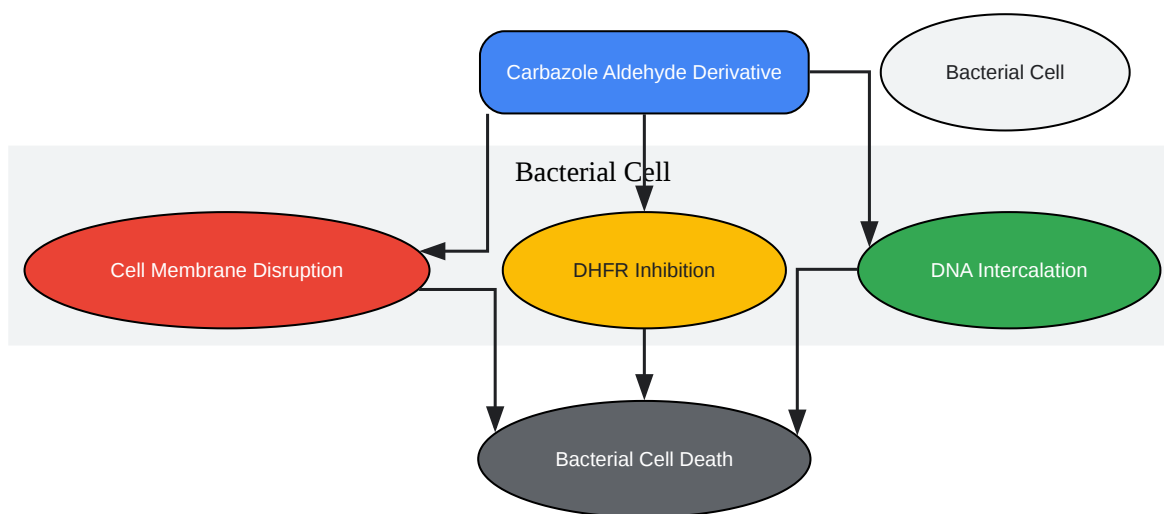 Carbazole Aldehyde Derivative
Bacterial Cell
Bacterial Cell
Cell Membrane Disruption
DHFR Inhibition
DNA Intercalation
Bacterial Cell Death